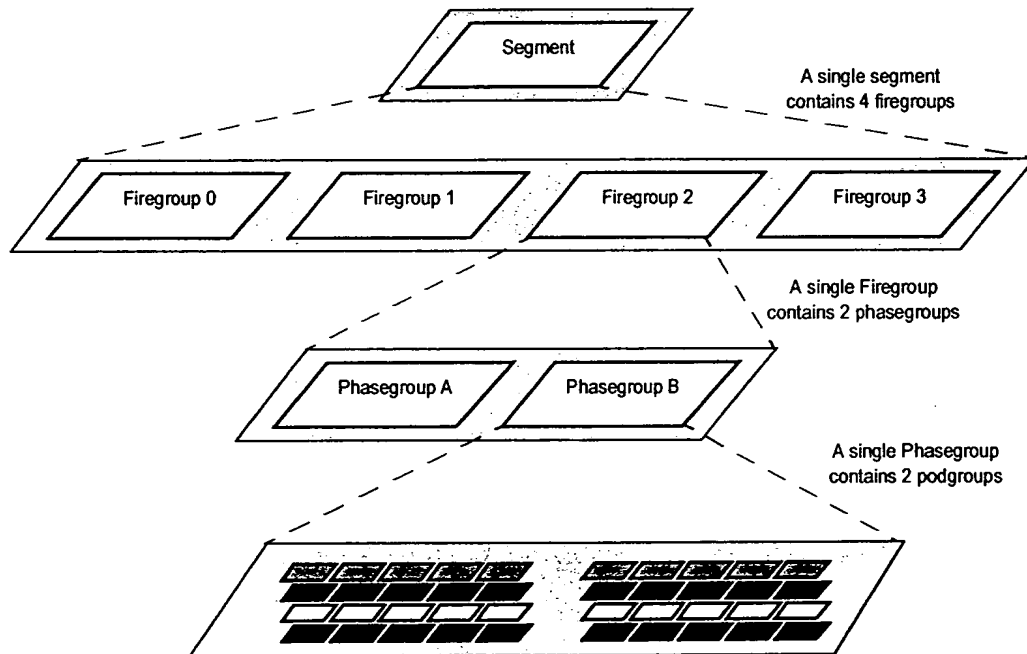 Segment
A single segment
contains 4 firegroups
Firegroup 0
Firegroup 1
Firegroup 2
Firegroup 3
A single Firegroup
contains 2 phasegroups
Phasegroup A
Phasegroup B
A single Phasegroup
contains 2 podgroups